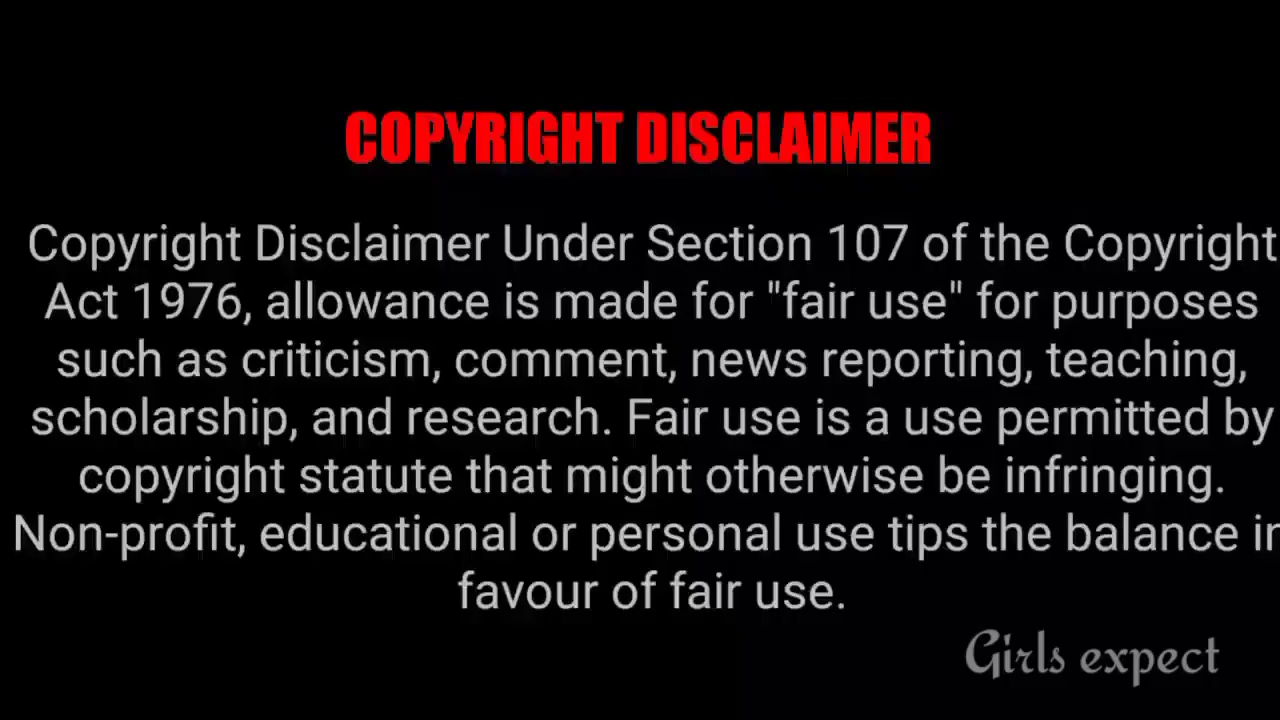 COPYRIGHT DISCLAIMER
Copyright Disclaimer Under Section 107 of the Copyright
Act 1976, allowance is made for "fair use" for purposes
such as criticism, comment, news reporting, teaching,
scholarship, and research. Fair use is a use permitted by
copyright statute that might otherwise be infringing.
Non-profit, educational or personal use tips the balance in
favour of fair use.
Girls expect